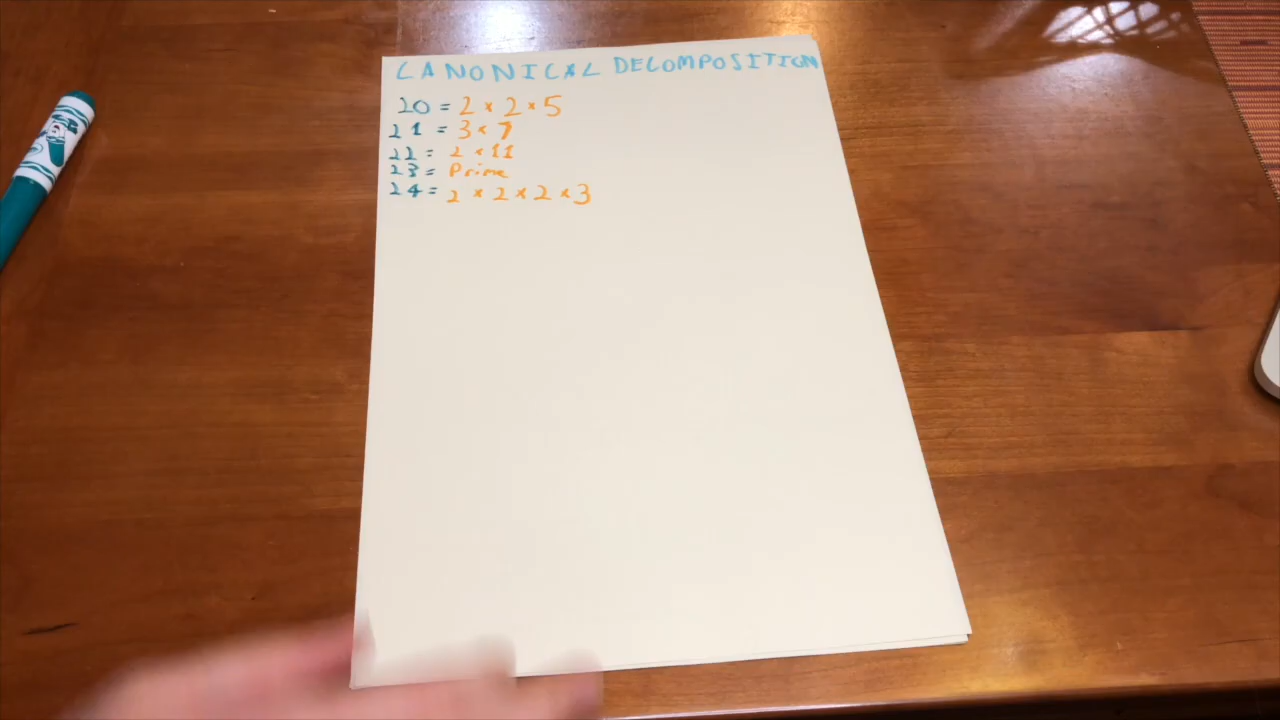 CANONICAL DECOMPOSITION
20 = 2 × 2 × 5
21 = 3 × 7
22 = 2 × 11
23 = Prime
24 = 2 × 2 × 2 × 3